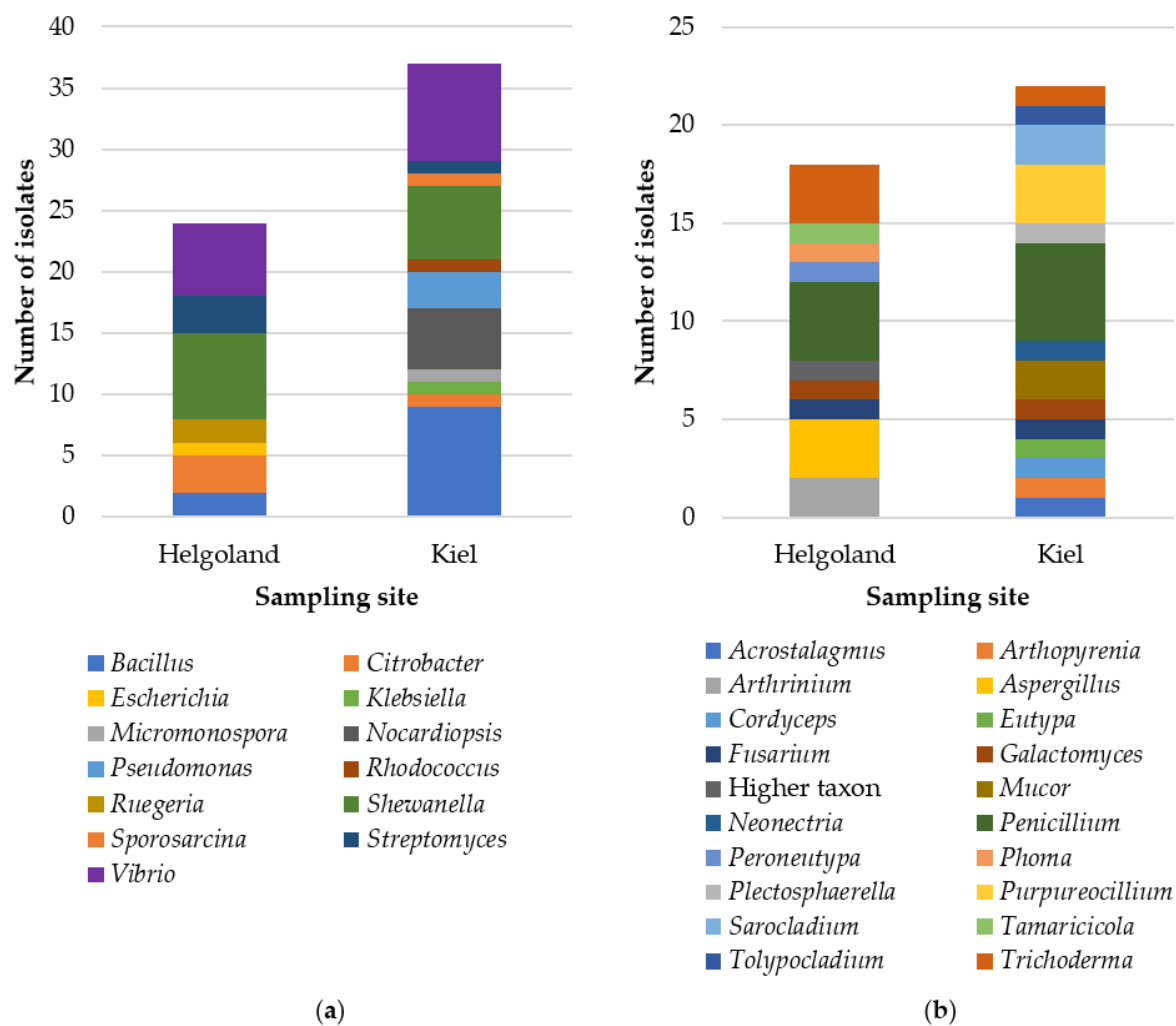 40
35
30
25
20
15
10
5
0
Number of isolates
Helgoland Kiel
Sampling site
Bacillus Citrobacter
Escherichia Klebsiella
Micromonospora Nocardiopsis
Pseudomonas Rhodococcus
Ruegeria Shewanella
Sporosarcina Streptomyces
Vibrio
(a)
25
20
15
10
5
0
Number of isolates
Helgoland Kiel
Sampling site
Acrostalagmus Arthopyrenia
Arthrinium Aspergillus
Cordyceps Eutypa
Fusarium Galactomyces
Higher taxon Mucor
Neonectria Penicillium
Peroneutypa Phoma
Plectosphaerella Purpureocillium
Sarocladium Tamaricicola
Tolypocladium Trichoderma
(b)